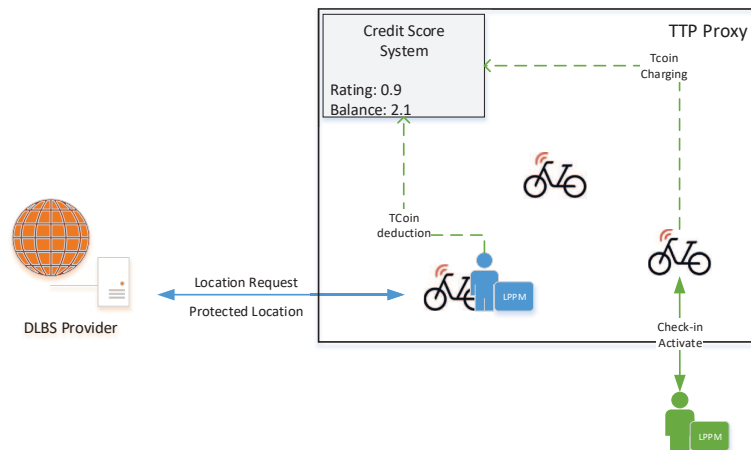 TTP Proxy
Credit Score
System
Rating: 0.9
Balance: 2.1
Tcoin
Charging
TCoin
deduction
Location Request
Protected Location
LPPM
DLBS Provider
Check-in
Activate
LPPM